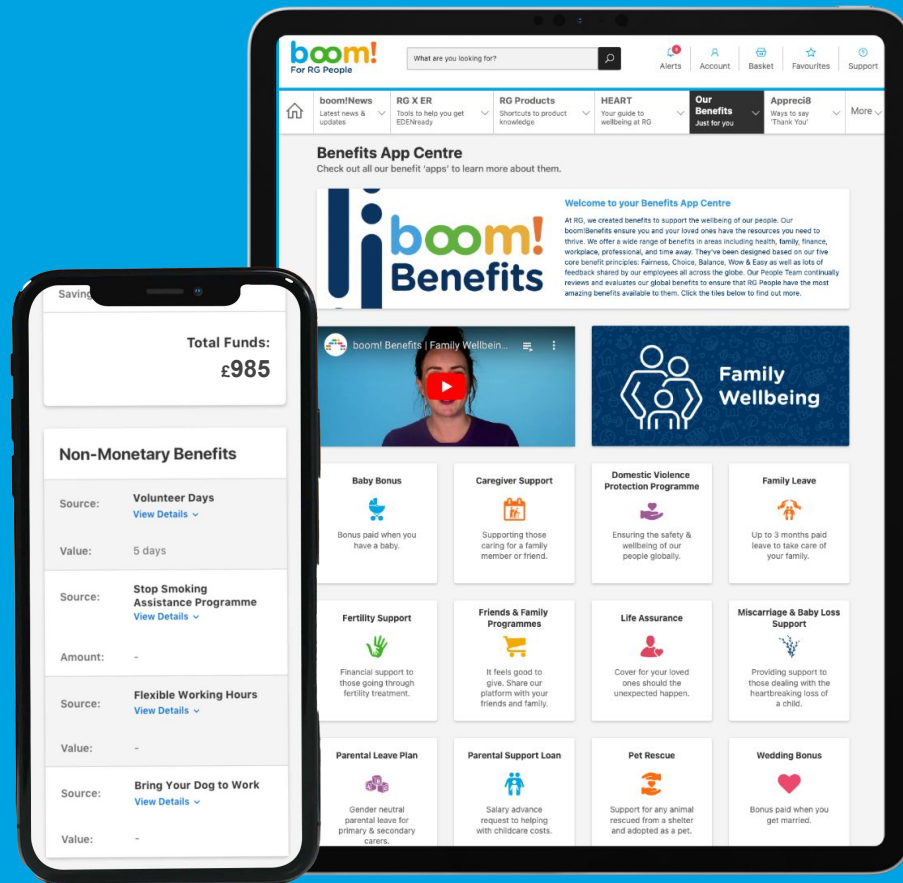 boom!
For RG People
What are you looking for?
8
Alerts
Account
Basket
Favourites
Support
boom!News
Latest news &
updates
RG X ER
Tools to help you get
EDENready
RG Products
Shortcuts to product
knowledge
HEART
Your guide to
wellbeing at RG
Our
Benefits
Just for you
Appreci8
Ways to say
'Thank You'
More
Benefits App Centre
Check out all our benefit 'apps' to learn more about them.
boom!
Benefits
Welcome to your Benefits App Centre
At RG, we created benefits to support the wellbeing of our people. Our
boom!Benefits ensure you and your loved ones have the resources you need to
thrive. We offer a wide range of benefits in areas including health, family, finance,
workplace, professional, and time away. They've been designed based on our five
core benefit principles: Fairness, Choice, Balance, Wow & Easy as well as lots of
feedback shared by our employees all across the globe. Our People Team continually
reviews and evaluates our global benefits to ensure that RG People have the most
amazing benefits available to them. Click the tiles below to find out more.
boom! Benefits | Family Wellbein...
Family
Wellbeing
Baby Bonus
Bonus paid when you
have a baby.
Caregiver Support
Supporting those
caring for a family
member or friend.
Domestic Violence
Protection Programme
Ensuring the safety &
wellbeing of our
people globally.
Family Leave
Up to 3 months paid
leave to take care of
your family.
Fertility Support
Financial support to
those going through
fertility treatment.
Friends & Family
Programmes
It feels good to
give. Share our
platform with your
friends and family.
Life Assurance
Cover for your loved
ones should the
unexpected happen.
Miscarriage & Baby Loss
Support
Providing support to
those dealing with the
heartbreaking loss of
a child.
Parental Leave Plan
Gender neutral
parental leave for
primary & secondary
carers.
Parental Support Loan
Salary advance
request to helping
with childcare costs.
Pet Rescue
Support for any animal
rescued from a shelter
and adopted as a pet.
Wedding Bonus
Bonus paid when you
get married.
Saving
Total Funds:
£985
Non-Monetary Benefits
Source: Volunteer Days
View Details
Value: 5 days
Source: Stop Smoking
Assistance Programme
View Details
Amount: -
Source: Flexible Working Hours
View Details
Value: -
Source: Bring Your Dog to Work
View Details
Value: -